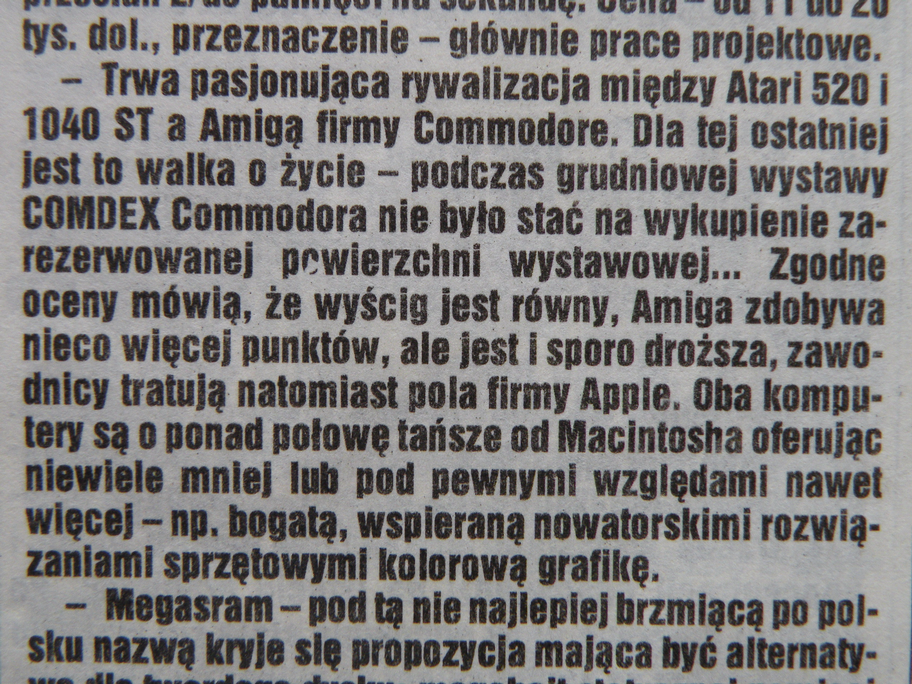 tys. dol., przeznaczenie – głównie prace projektowe.
– Trwa pasjonująca rywalizacja między Atari 520 i
1040 ST a Amigą firmy Commodore. Dla tej ostatniej
jest to walka o życie – podczas grudniowej wystawy
COMDEX Commodora nie było stać na wykupienie za-
rezerwowanej powierzchni wystawowej... Zgodne
oceny mówią, że wyścig jest równy, Amiga zdobywa
nieco więcej punktów, ale jest i sporo droższa, zawo-
dnicy tratują natomiast pola firmy Apple. Oba kompu-
tery są o ponad połowę tańsze od Macintosha oferując
niewiele mniej lub pod pewnymi względami nawet
więcej – np. bogatą, wspieraną nowatorskimi rozwią-
zaniami sprzętowymi kolorową grafikę.
– Megasram – pod tą nie najlepiej brzmiącą po pol-
sku nazwą kryje się propozycja mająca być alternaty-